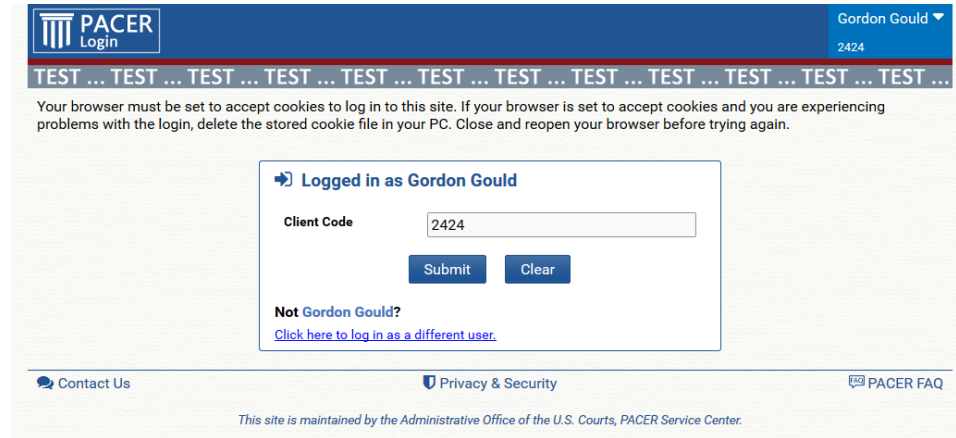 PACER
Login
Gordon Gould
2424
TEST ... TEST ... TEST ... TEST ... TEST ... TEST ... TEST ... TEST ... TEST ... TEST ... TEST ... TEST ...
Your browser must be set to accept cookies to log in to this site. If your browser is set to accept cookies and you are experiencing
problems with the login, delete the stored cookie file in your PC. Close and reopen your browser before trying again.
Logged in as Gordon Gould
Client Code
2424
Submit Clear
Not Gordon Gould?
Click here to log in as a different user.
Contact Us Privacy & Security FAQ PACER FAQ
This site is maintained by the Administrative Office of the U.S. Courts, PACER Service Center.